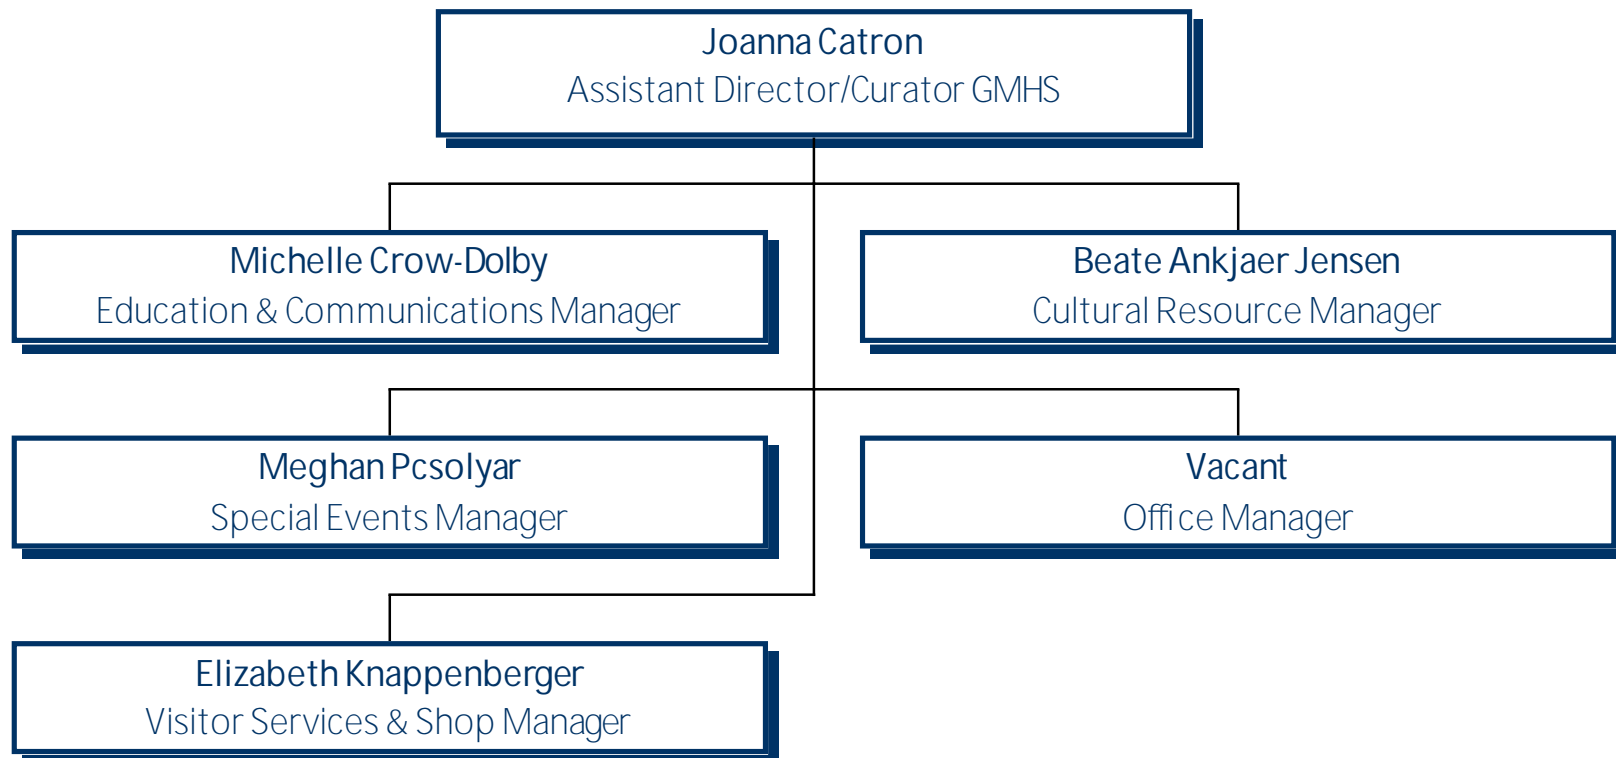 Joanna Catron
Assistant Director/Curator GMHS
Michelle Crow-Dolby
Education & Communications Manager
Beate Ankjaer Jensen
Cultural Resource Manager
Meghan Pcsolyar
Special Events Manager
Vacant
Office Manager
Elizabeth Knappenberger
Visitor Services & Shop Manager